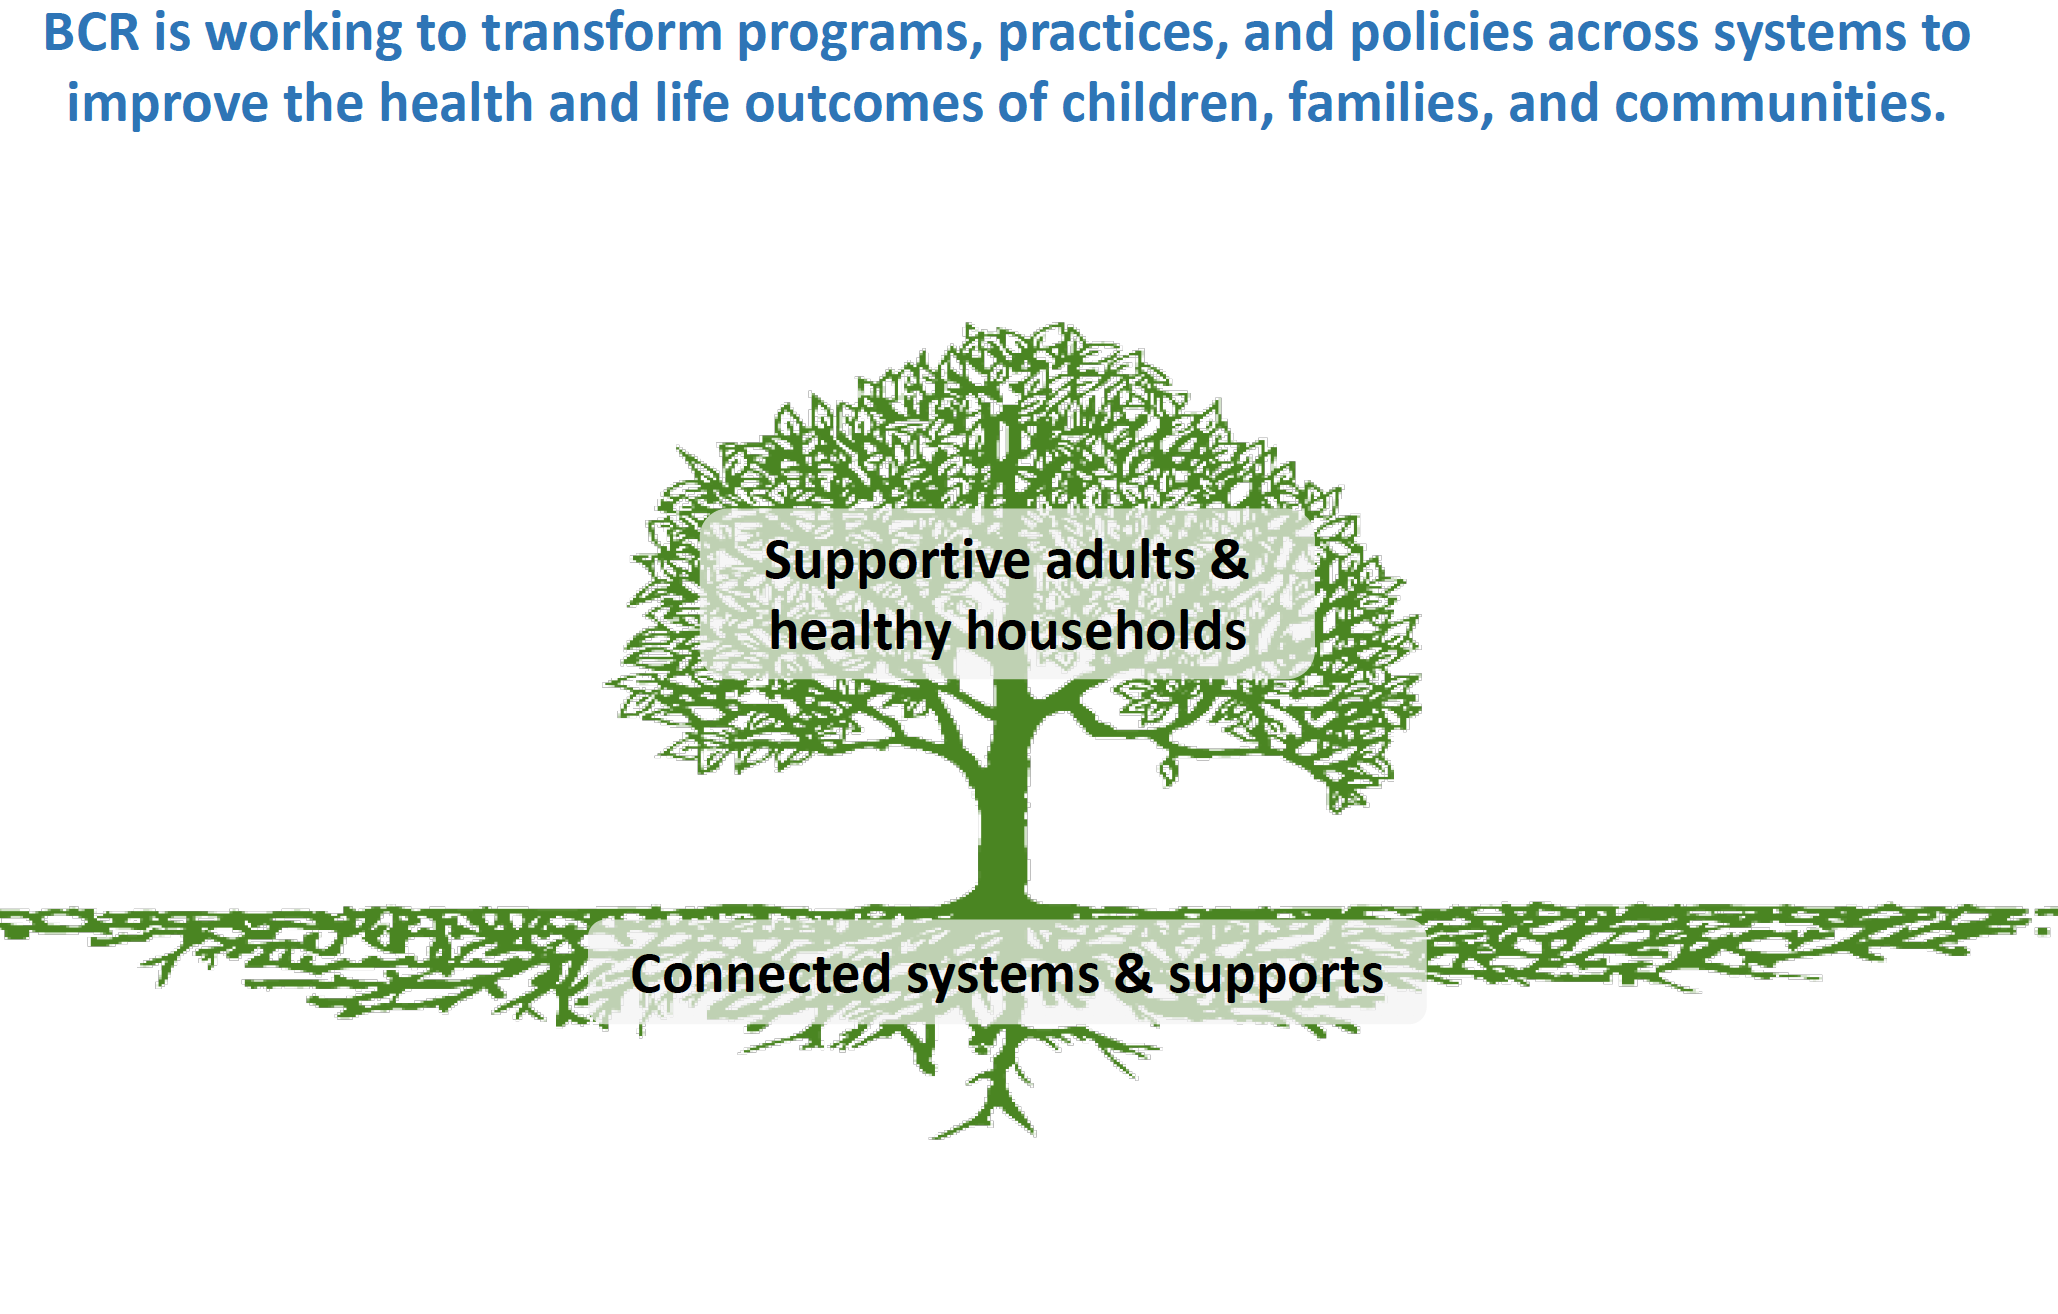 BCR is working to transform programs, practices, and policies across systems to
improve the health and life outcomes of children, families, and communities.
Supportive adults &
healthy households
Connected systems & supports